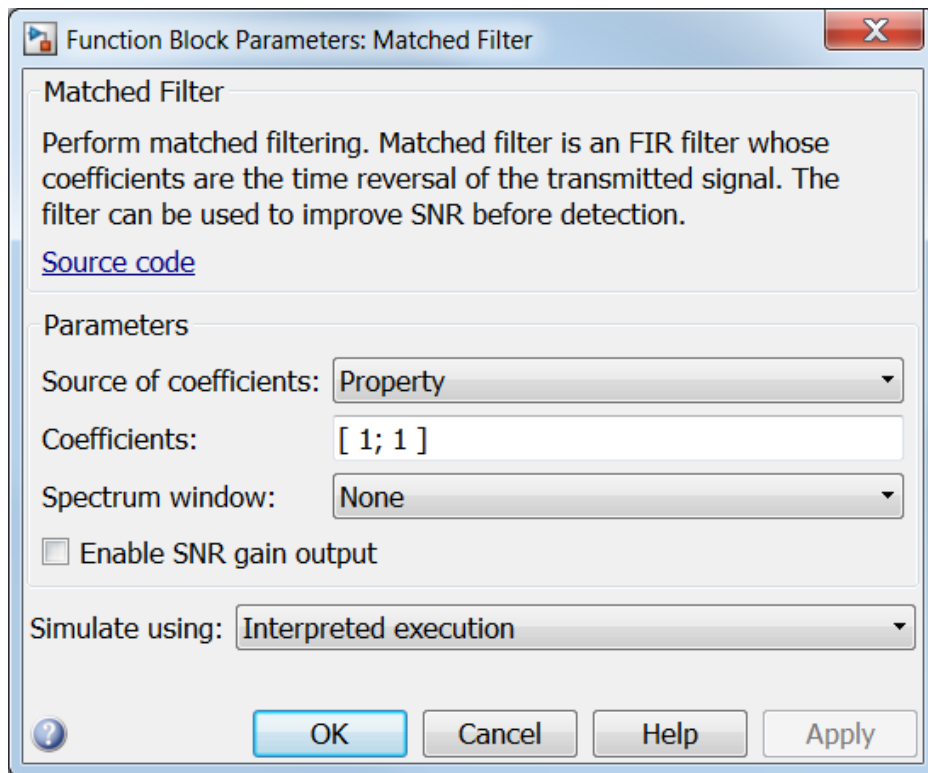 Function Block Parameters: Matched Filter
X
Matched Filter
Perform matched filtering. Matched filter is an FIR filter whose
coefficients are the time reversal of the transmitted signal. The
filter can be used to improve SNR before detection.
Source code
Parameters
Source of coefficients: Property
Coefficients: [ 1; 1 ]
Spectrum window: None
Enable SNR gain output
Simulate using: Interpreted execution
? OK Cancel Help Apply